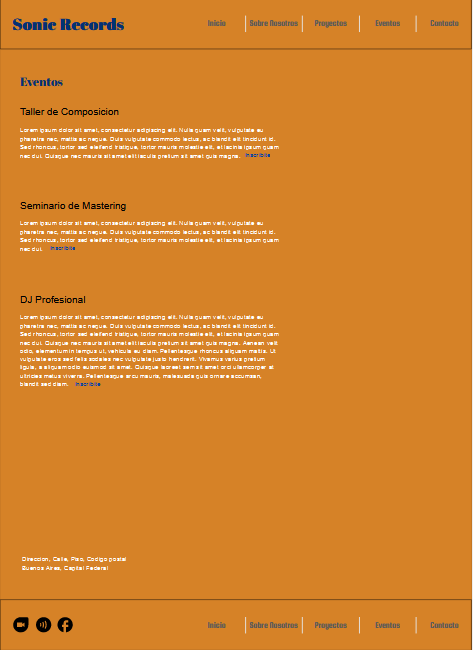 Sonic Records
Inicio
Sobre Nosotros
Proyectos
Eventos
Contacto
Eventos
Taller de Composicion
Lorem ipsum dolor sit amet, consectetur adipiscing elit. Nulla quam velit, vulputate eu
pharetra nec, mattis ac neque. Duis vulputate commodo lectus, ac blandit elit tincidunt id.
Sed rhoncus, tortor sed eleifend tristique, tortor mauris molestie elit, et lacinia ipsum quam
nec dui. Quisque nec mauris sit amet elit iaculis pretium sit amet quis magna. Inscribite
Seminario de Mastering
Lorem ipsum dolor sit amet, consectetur adipiscing elit. Nulla quam velit, vulputate eu
pharetra nec, mattis ac neque. Duis vulputate commodo lectus, ac blandit elit tincidunt id.
Sed rhoncus, tortor sed eleifend tristique, tortor mauris molestie elit, et lacinia ipsum quam
nec dui. Inscribite
DJ Profesional
Lorem ipsum dolor sit amet, consectetur adipiscing elit. Nulla quam velit, vulputate eu
pharetra nec, mattis ac neque. Duis vulputate commodo lectus, ac blandit elit tincidunt id.
Sed rhoncus, tortor sed eleifend tristique, tortor mauris molestie elit, et lacinia ipsum quam
nec dui. Quisque nec mauris sit amet elit iaculis pretium sit amet quis magna. Aenean velit
odio, elementum in tempus ut, vehicula eu diam. Pellentesque rhoncus aliquam mattis. Ut
vulputate eros sed felis sodales nec vulputate justo hendrerit. Vivamus varius pretium
ligula, a aliquam odio euismod sit amet. Quisque laoreet sem sit amet orci ullamcorper at
ultricies metus viverra. Pellentesque arcu mauris, malesuada quis ornare accumsan,
blandit sed diam. Inscribite
Direccion, Calle, Piso, Codigo postal
Buenos Aires, Capital Federal
Inicio
Sobre Nosotros
Proyectos
Eventos
Contacto